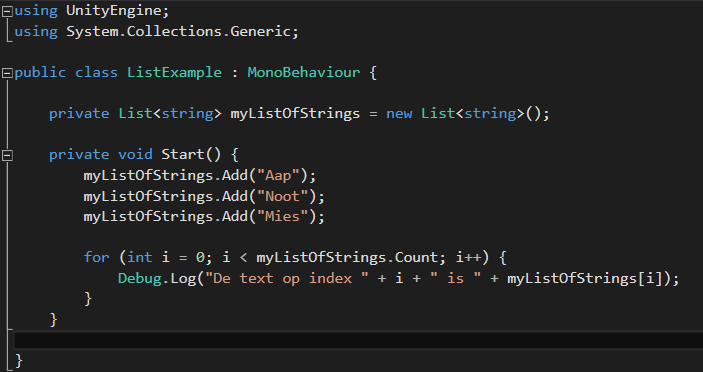 using UnityEngine;
using System.Collections.Generic;
public class ListExample : MonoBehaviour {
private List<string> myListOfStrings = new List<string>();
private void Start() {
myListOfStrings.Add("Aap");
myListOfStrings.Add("Noot");
myListOfStrings.Add("Mies");
for (int i = 0; i < myListOfStrings.Count; i++) {
Debug.Log("De text op index " + i + " is " + myListOfStrings[i]);
}
}
}